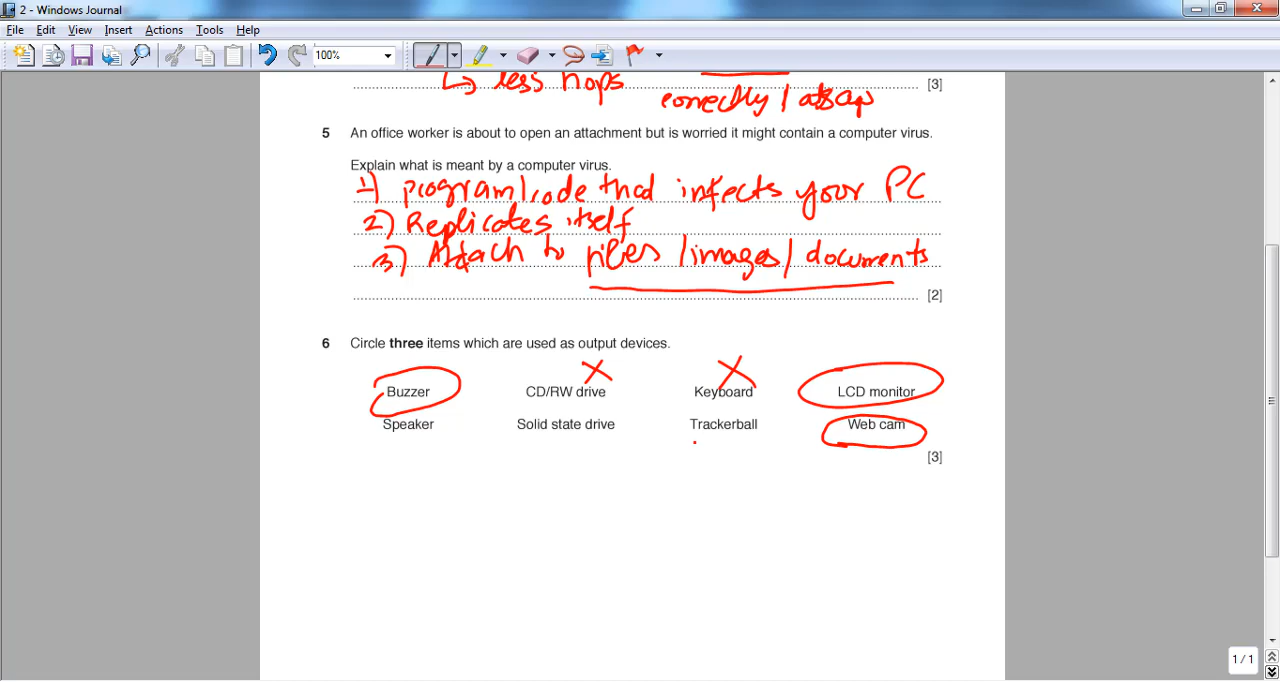 2 - Windows Journal
File Edit View Insert Actions Tools Help
100%
↳ less hops
correctly / asap
[3]
5 An office worker is about to open an attachment but is worried it might contain a computer virus.
Explain what is meant by a computer virus.
1) program/code that infects your PC
2) Replicates itself
3) Attach to files / images / documents
[2]
6 Circle three items which are used as output devices.
Buzzer CD/RW drive Keyboard LCD monitor
Speaker Solid state drive Trackerball Web cam
[3]
1 / 1